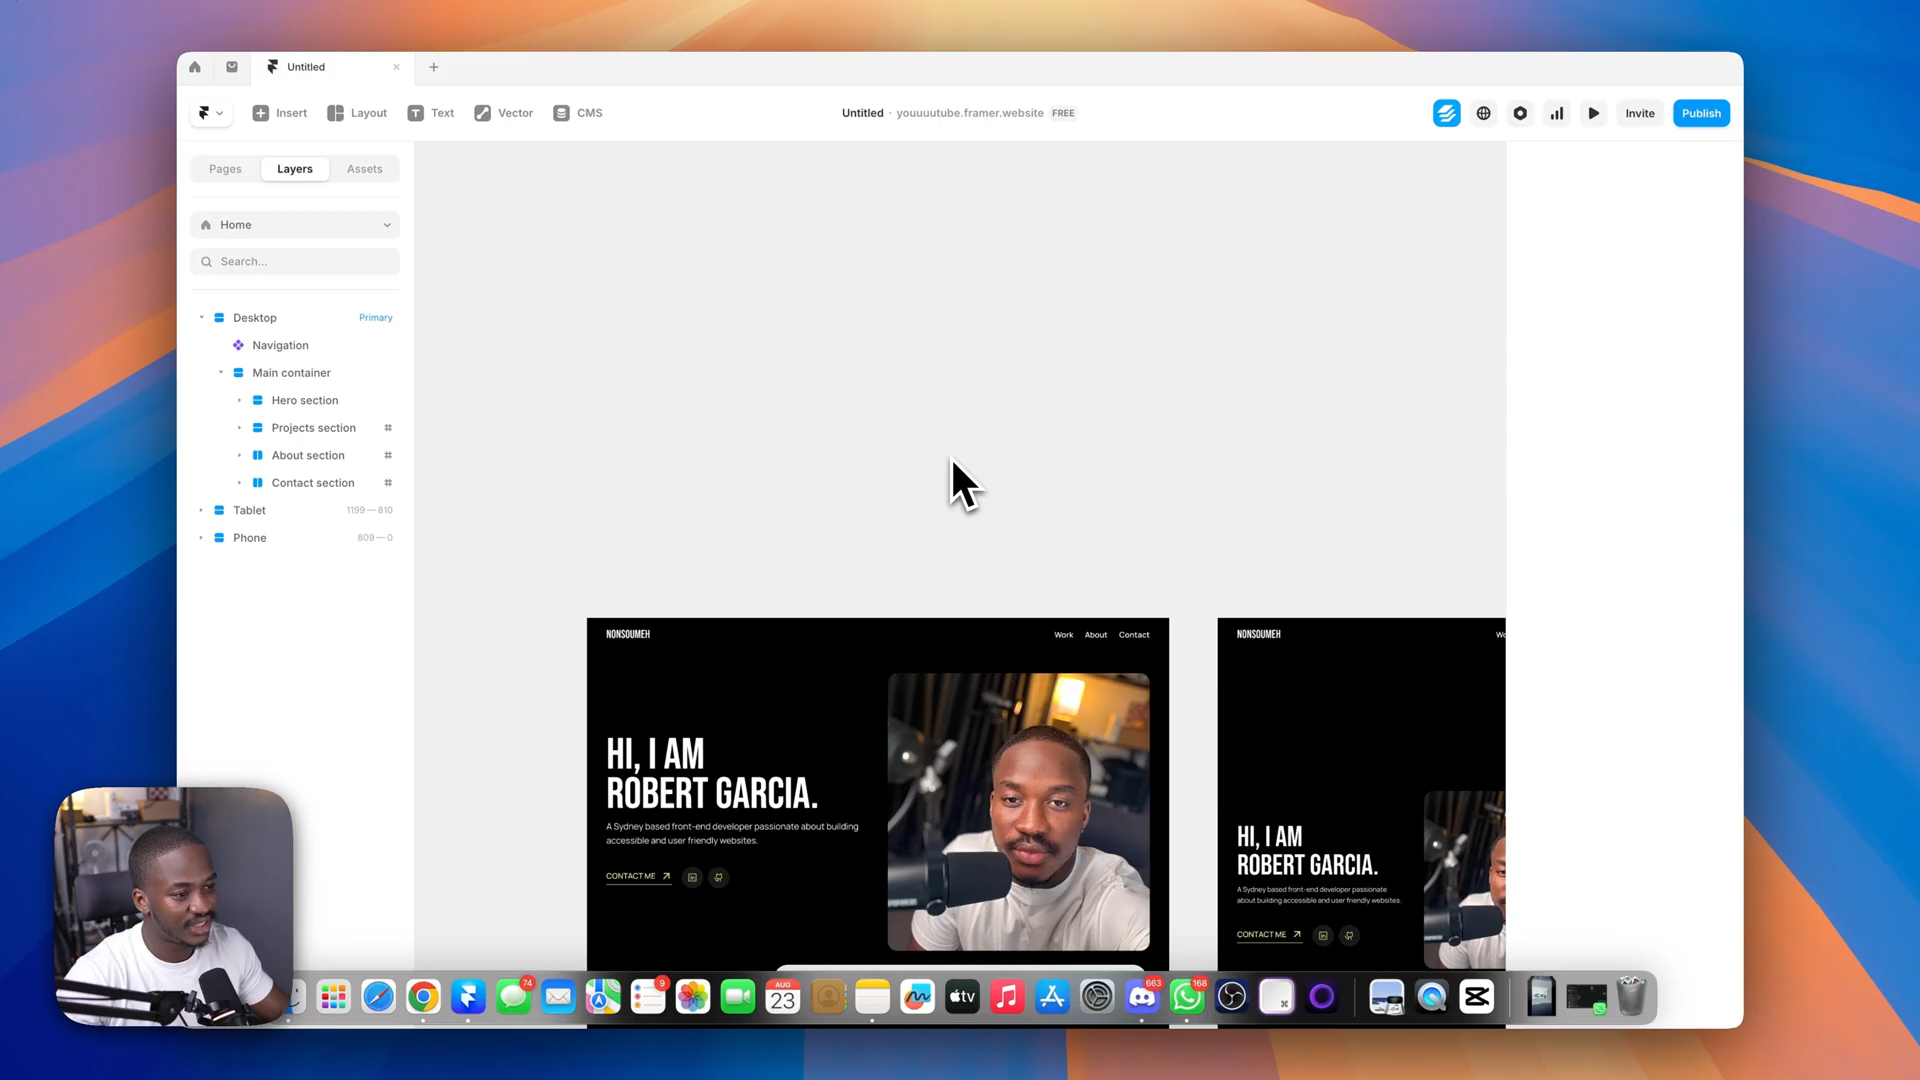 Untitled
Insert
Layout
Text
Vector
CMS
Untitled · youuuutube.framer.website FREE
Invite
Publish
Pages
Layers
Assets
Home
Search...
Desktop
Primary
Navigation
Main container
Hero section
Projects section
About section
Contact section
Tablet
1199 — 810
Phone
809 — 0
NONSOUMEH
Work About Contact
HI, I AM
ROBERT GARCIA.
A Sydney based front-end developer passionate about building
accessible and user friendly websites.
CONTACT ME
NONSOUMEH
Wo
HI, I AM
ROBERT GARCIA.
A Sydney based front-end developer passionate
about building accessible and user friendly websites.
CONTACT ME
74
9
AUG
23
tv
663
168